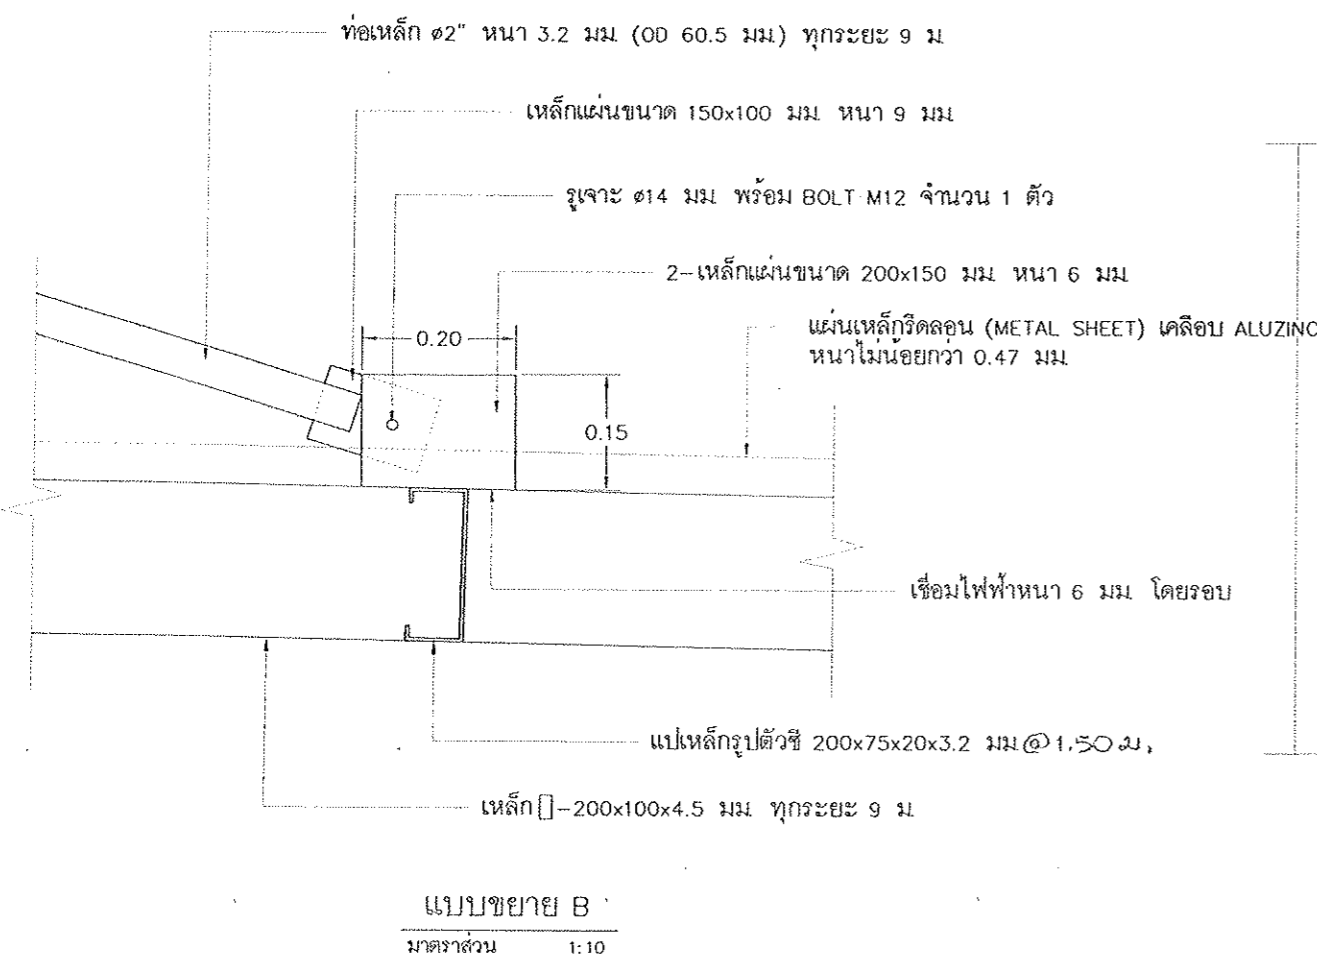 ท่อเหล็ก ø2" หนา 3.2 มม. (OD 60.5 มม.) ทุกระยะ 9 ม.
เหล็กแผ่นขนาด 150x100 มม. หนา 9 มม.
รูเจาะ ø14 มม. พร้อม BOLT M12 จำนวน 1 ตัว
2-เหล็กแผ่นขนาด 200x150 มม. หนา 6 มม.
แผ่นเหล็กรีดลอน (METAL SHEET) เคลือบ ALUZINC
หนาไม่น้อยกว่า 0.47 มม.
0.20
0.15
เชื่อมไฟฟ้าหนา 6 มม. โดยรอบ
แปเหล็กรูปตัวซี 200x75x20x3.2 มม.@1.50 ม.
เหล็ก[]-200x100x4.5 มม. ทุกระยะ 9 ม.
แบบขยาย B
มาตราส่วน 1:10